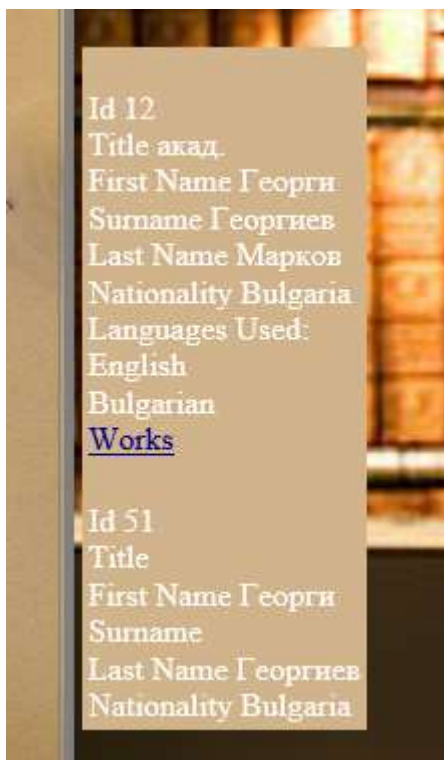 Id 12
Title акад.
First Name Георги
Surname Георгиев
Last Name Марков
Nationality Bulgaria
Languages Used:
English
Bulgarian
Works
Id 51
Title
First Name Георги
Surname
Last Name Георгиев
Nationality Bulgaria